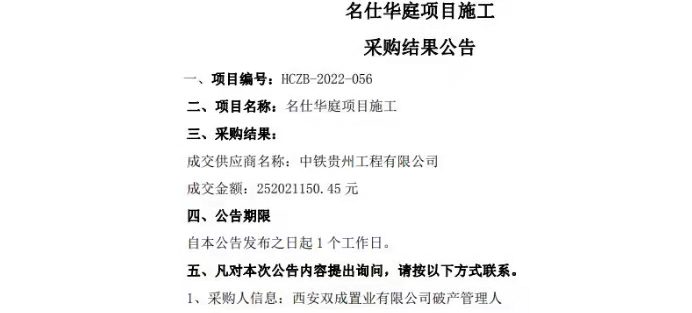 名仕华庭项目施工
采购结果公告
一、项目编号：HCZB-2022-056
二、项目名称：名仕华庭项目施工
三、采购结果：
成交供应商名称：中铁贵州工程有限公司
成交金额：252021150.45 元
四、公告期限
自本公告发布之日起 1 个工作日。
五、凡对本次公告内容提出询问，请按以下方式联系。
1、采购人信息：西安双成置业有限公司破产管理人